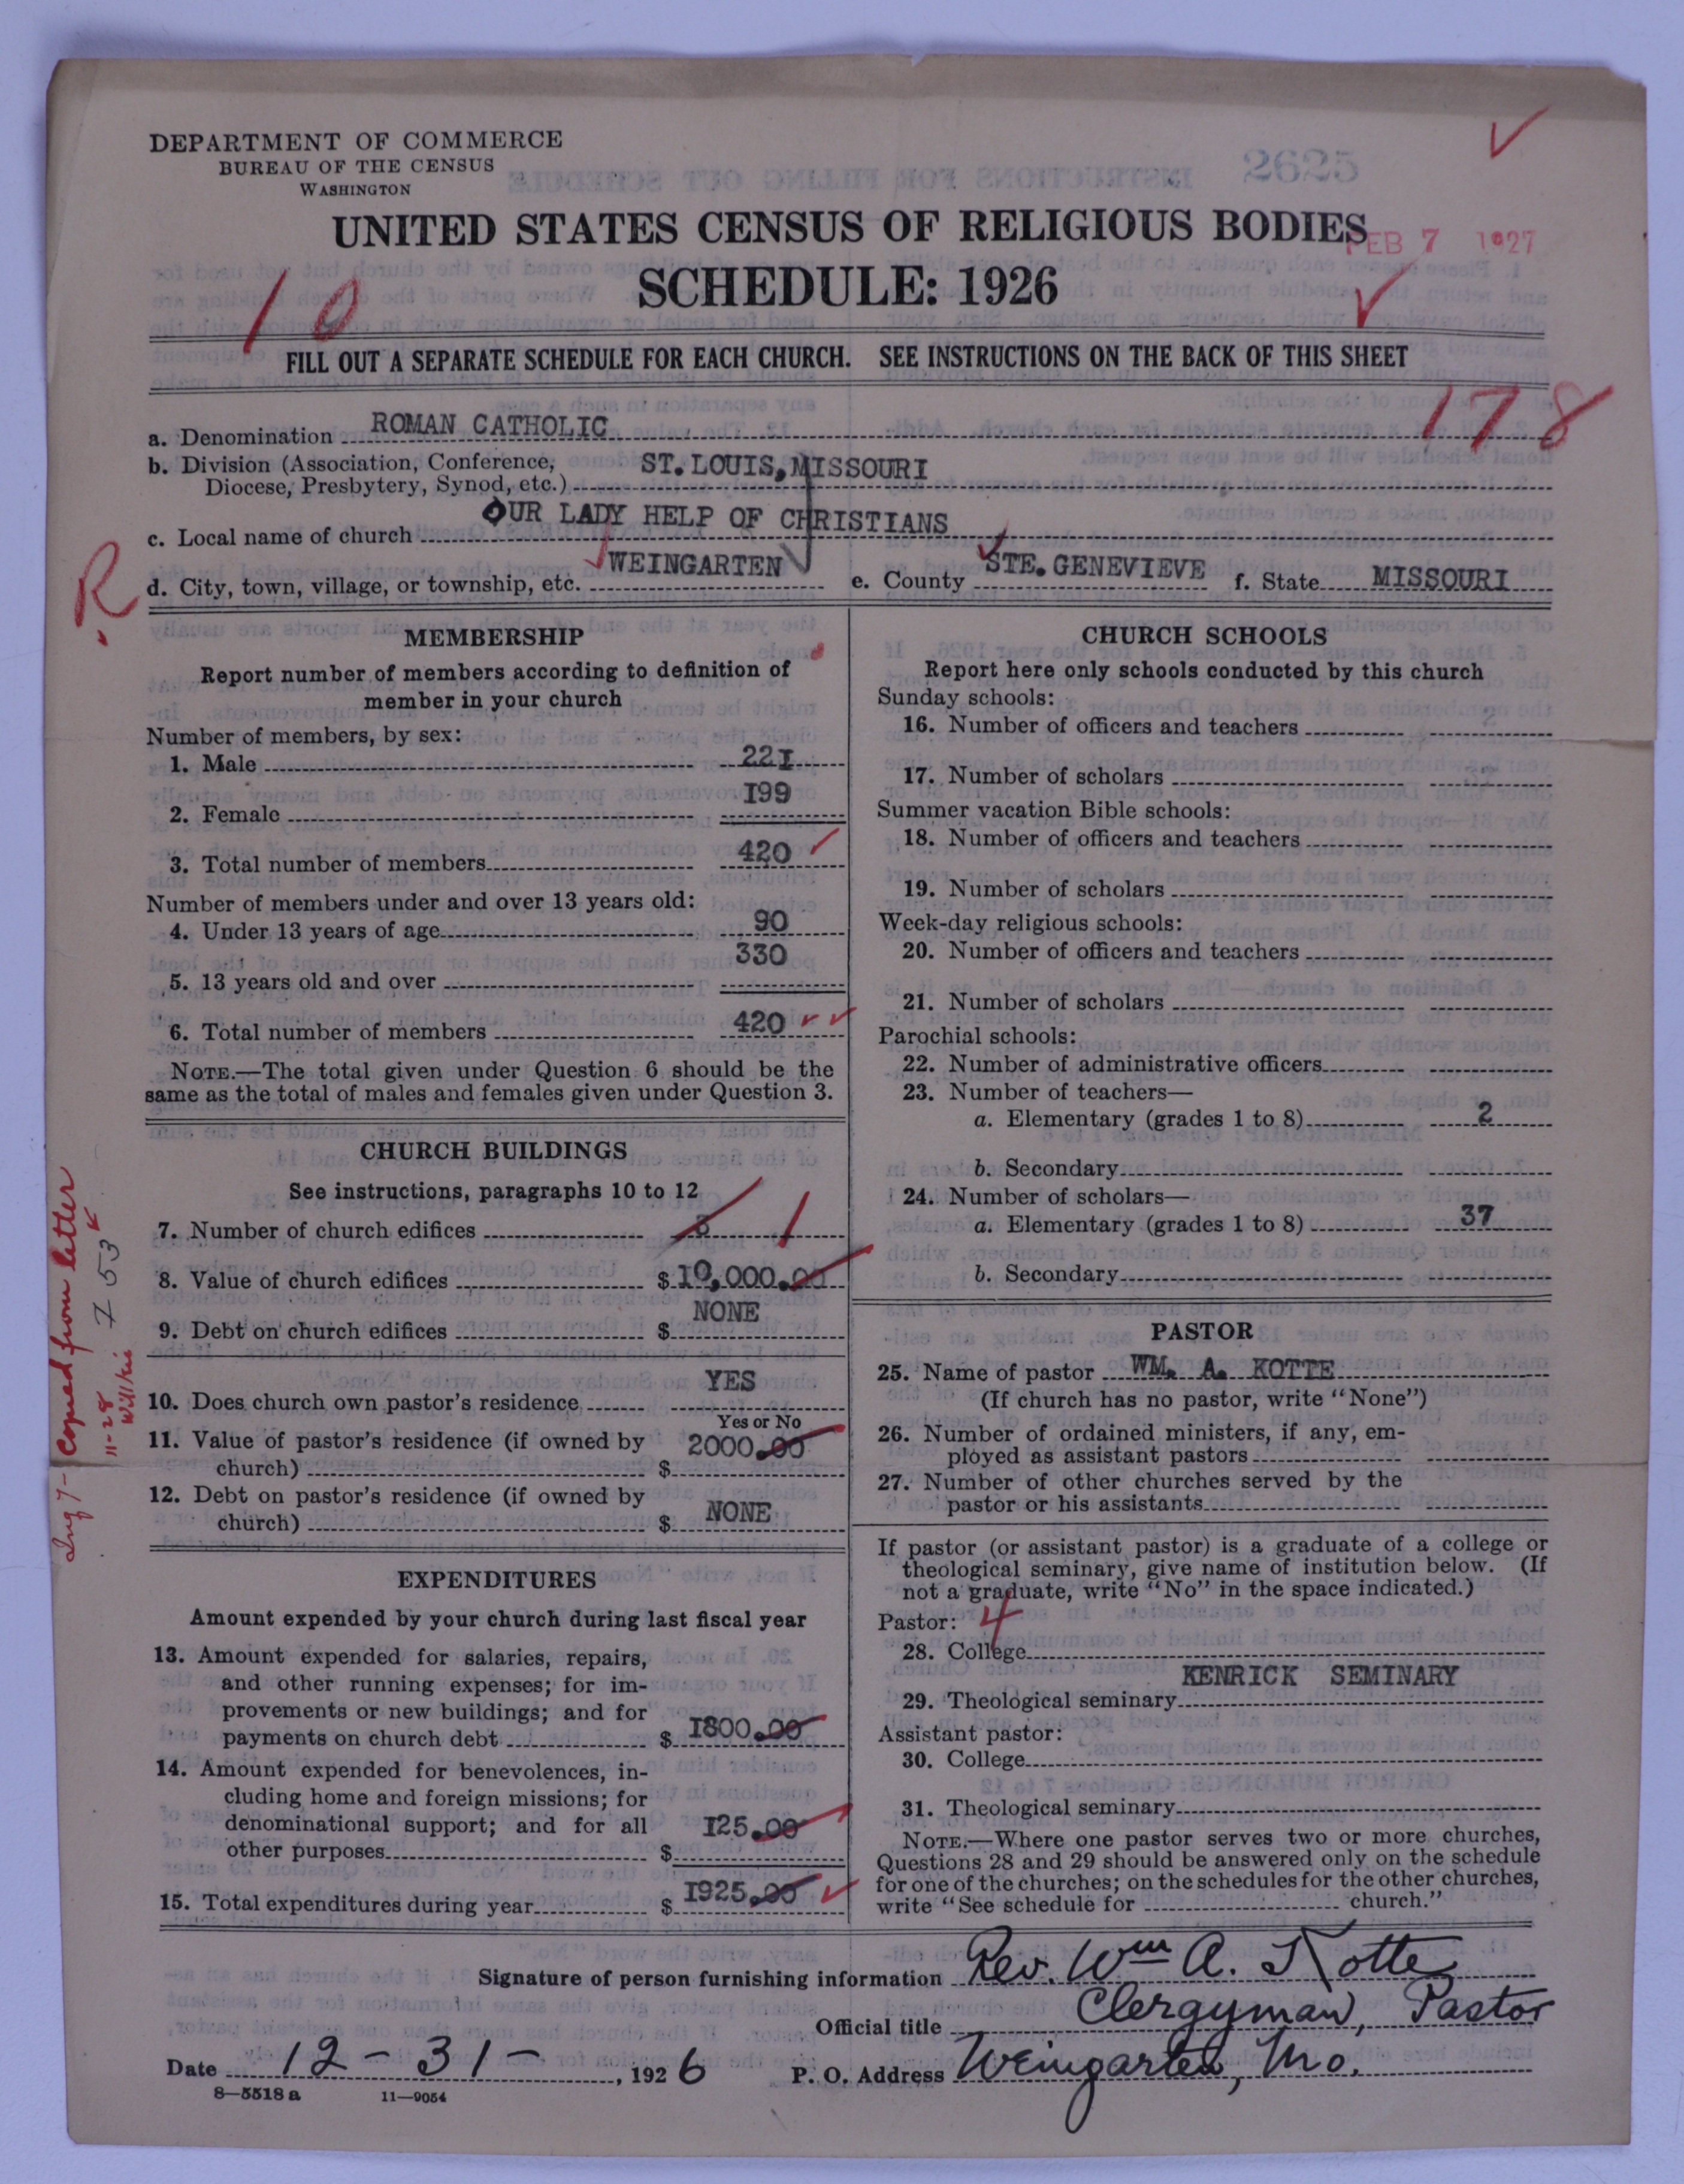 DEPARTMENT OF COMMERCE
BUREAU OF THE CENSUS
WASHINGTON
2625
UNITED STATES CENSUS OF RELIGIOUS BODIES
FEB 7 1927
SCHEDULE: 1926
10
FILL OUT A SEPARATE SCHEDULE FOR EACH CHURCH. SEE INSTRUCTIONS ON THE BACK OF THIS SHEET
178
a. Denomination ROMAN CATHOLIC
b. Division (Association, Conference, Diocese, Presbytery, Synod, etc.) ST. LOUIS, MISSOURI
c. Local name of church OUR LADY HELP OF CHRISTIANS
d. City, town, village, or township, etc. WEINGARTEN e. County STE. GENEVIEVE f. State MISSOURI
R
MEMBERSHIP
Report number of members according to definition of
member in your church
Number of members, by sex:
1. Male 221
2. Female 199
3. Total number of members 420
Number of members under and over 13 years old:
4. Under 13 years of age 90
5. 13 years old and over 330
6. Total number of members 420
NOTE.—The total given under Question 6 should be the
same as the total of males and females given under Question 3.
CHURCH BUILDINGS
See instructions, paragraphs 10 to 12
7. Number of church edifices 1
8. Value of church edifices $ 10,000.00
9. Debt on church edifices $ NONE
10. Does church own pastor's residence YES
Yes or No
11. Value of pastor's residence (if owned by
church) $ 2000.00
12. Debt on pastor's residence (if owned by
church) $ NONE
Inq 7- Copied from letter
11-28 753
Willkie
EXPENDITURES
Amount expended by your church during last fiscal year
13. Amount expended for salaries, repairs,
and other running expenses; for im-
provements or new buildings; and for
payments on church debt $ 1800.00
14. Amount expended for benevolences, in-
cluding home and foreign missions; for
denominational support; and for all
other purposes $ 125.00
15. Total expenditures during year $ 1925.00
CHURCH SCHOOLS
Report here only schools conducted by this church
Sunday schools:
16. Number of officers and teachers 2
17. Number of scholars 37
Summer vacation Bible schools:
18. Number of officers and teachers
19. Number of scholars
Week-day religious schools:
20. Number of officers and teachers
21. Number of scholars
Parochial schools:
22. Number of administrative officers
23. Number of teachers—
a. Elementary (grades 1 to 8) 2
b. Secondary
24. Number of scholars—
a. Elementary (grades 1 to 8) 37
b. Secondary
PASTOR
25. Name of pastor WM. A. KOTTE
(If church has no pastor, write "None")
26. Number of ordained ministers, if any, em-
ployed as assistant pastors
27. Number of other churches served by the
pastor or his assistants
If pastor (or assistant pastor) is a graduate of a college or
theological seminary, give name of institution below. (If
not a graduate, write "No" in the space indicated.)
Pastor: 4
28. College
29. Theological seminary KENRICK SEMINARY
Assistant pastor:
30. College
31. Theological seminary
NOTE.—Where one pastor serves two or more churches,
Questions 28 and 29 should be answered only on the schedule
for one of the churches; on the schedules for the other churches,
write "See schedule for church."
Signature of person furnishing information Rev. Wm A. Kotte
Official title Clergyman, Pastor
Date 12-31-, 1926 P. O. Address Weingarten, Mo.
8—5518 a 11—9054